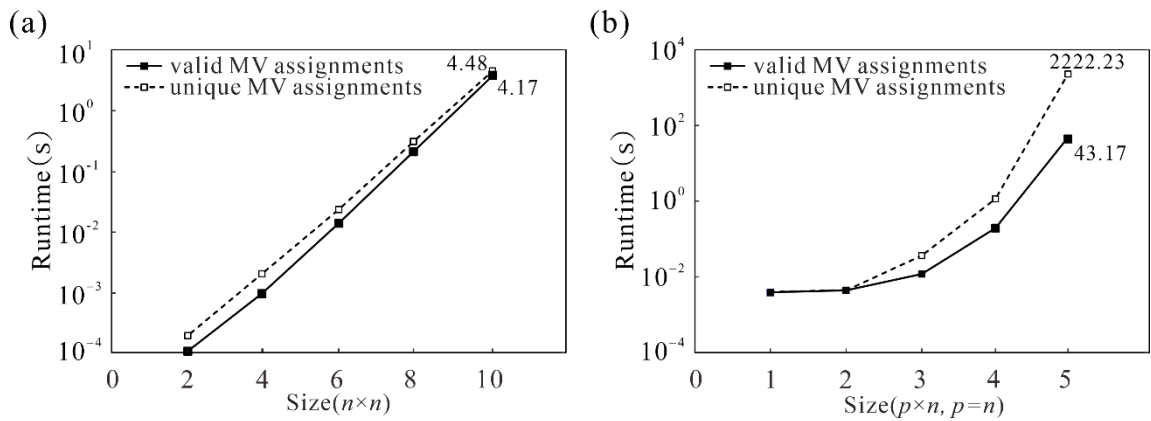 (a)
10^1
10^0
10^-1
10^-2
10^-3
10^-4
Runtime(s)
valid MV assignments
unique MV assignments
4.48
4.17
0 2 4 6 8 10
Size(n×n)
(b)
10^4
10^2
10^0
10^-2
10^-4
Runtime(s)
valid MV assignments
unique MV assignments
2222.23
43.17
0 1 2 3 4 5
Size(p×n, p=n)